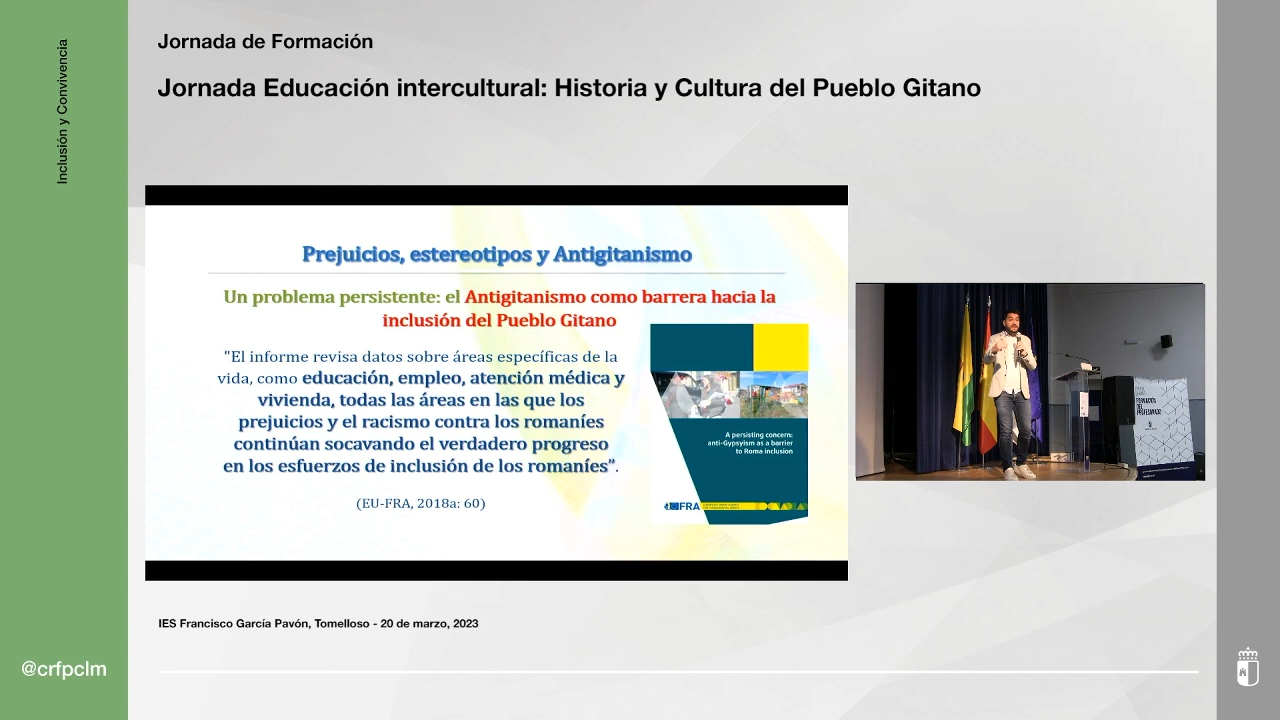 Inclusión y Convivencia
Jornada de Formación
Jornada Educación intercultural: Historia y Cultura del Pueblo Gitano
Prejuicios, estereotipos y Antigitanismo
Un problema persistente: el Antigitanismo como barrera hacia la
inclusión del Pueblo Gitano
"El informe revisa datos sobre áreas específicas de la
vida, como educación, empleo, atención médica y
vivienda, todas las áreas en las que los
prejuicios y el racismo contra los romaníes
continúan socavando el verdadero progreso
en los esfuerzos de inclusión de los romaníes".
(EU-FRA, 2018a: 60)
A persisting concern:
anti-Gypsyism as a barrier
to Roma inclusion
FRA
IES Francisco García Pavón, Tomelloso - 20 de marzo, 2023
@crfpclm